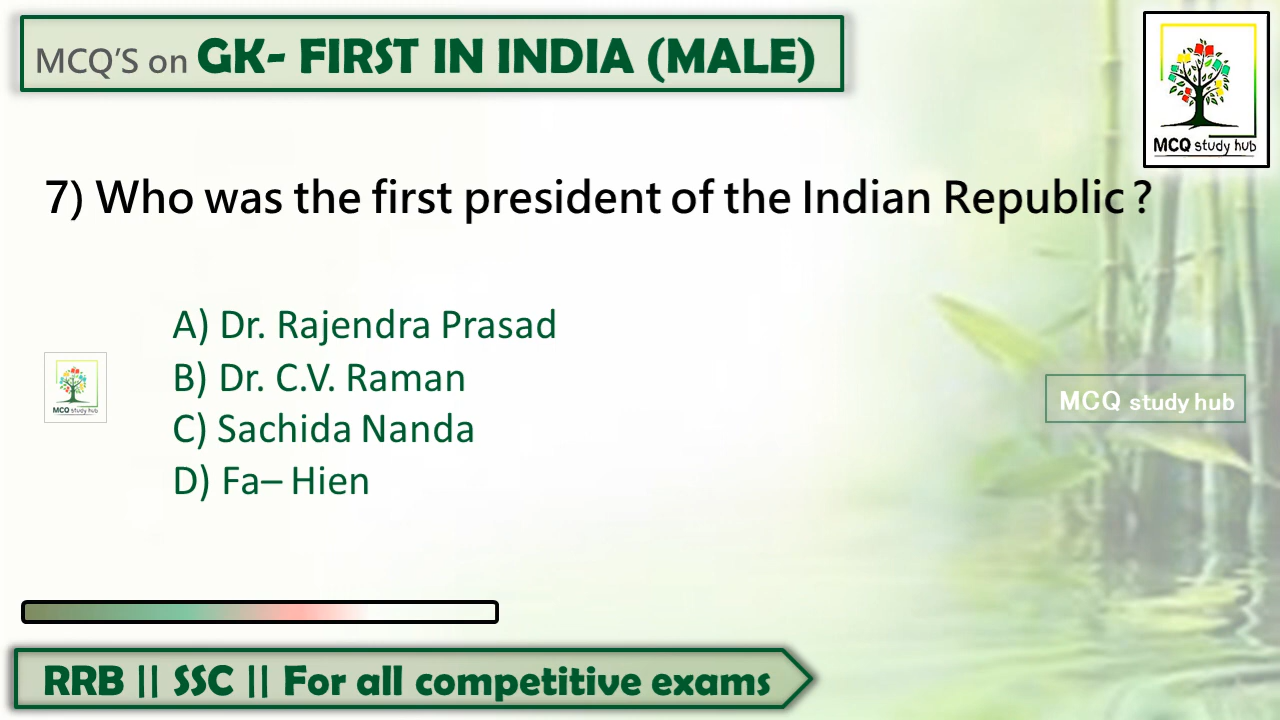 MCQ'S on GK- FIRST IN INDIA (MALE)
MCQ study hub
7) Who was the first president of the Indian Republic ?
A) Dr. Rajendra Prasad
B) Dr. C.V. Raman
C) Sachida Nanda
D) Fa– Hien
MCQ study hub
MCQ study hub
RRB || SSC || For all competitive exams